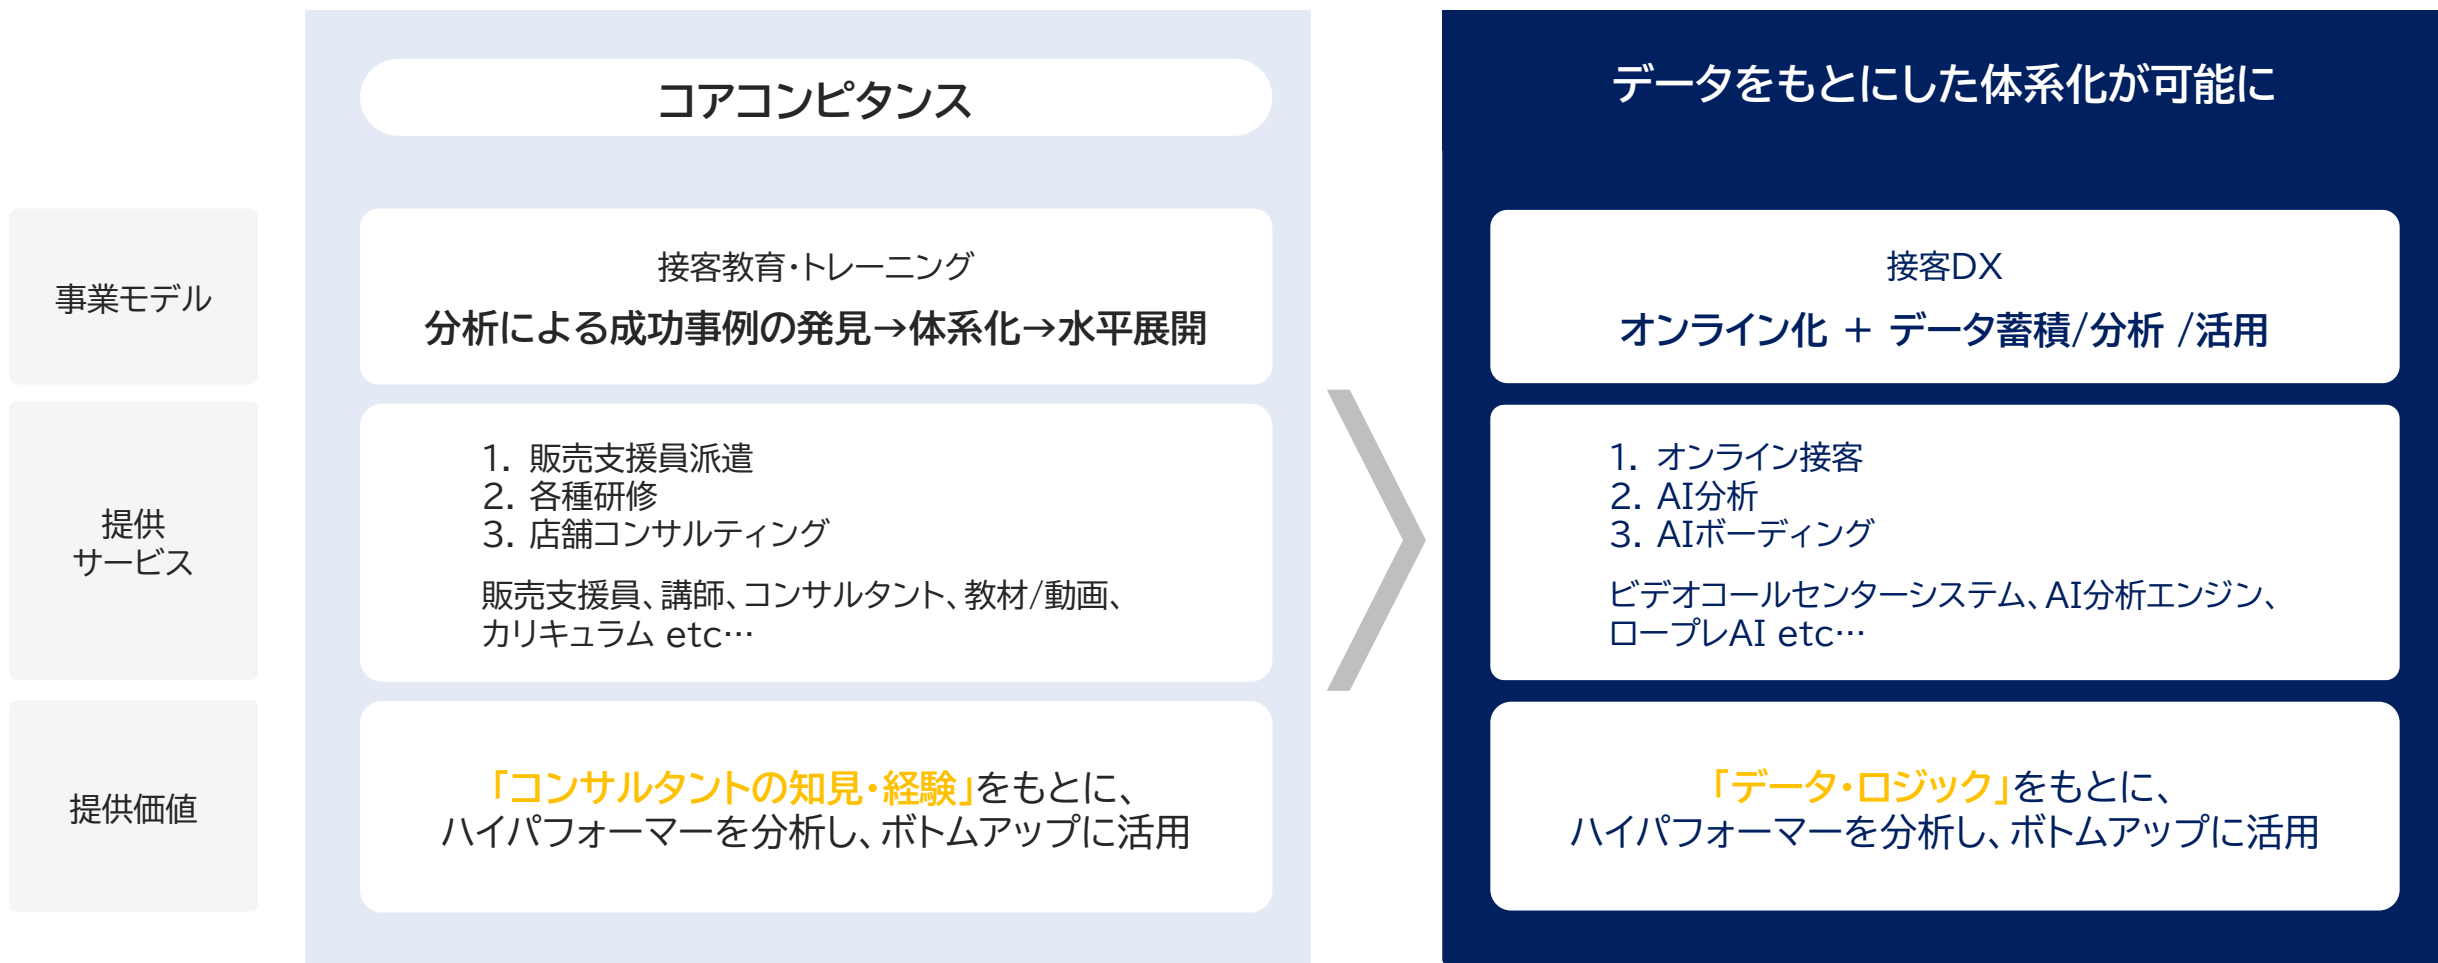 コアコンピタンス
データをもとにした体系化が可能に
事業モデル
接客教育・トレーニング
分析による成功事例の発見→体系化→水平展開
接客DX
オンライン化 + データ蓄積/分析 /活用
提供
サービス
1. 販売支援員派遣
2. 各種研修
3. 店舗コンサルティング
販売支援員、講師、コンサルタント、教材/動画、
カリキュラム etc…
1. オンライン接客
2. AI分析
3. AIボーディング
ビデオコールセンターシステム、AI分析エンジン、
ロープレAI etc…
提供価値
「コンサルタントの知見・経験」をもとに、
ハイパフォーマーを分析し、ボトムアップに活用
「データ・ロジック」をもとに、
ハイパフォーマーを分析し、ボトムアップに活用